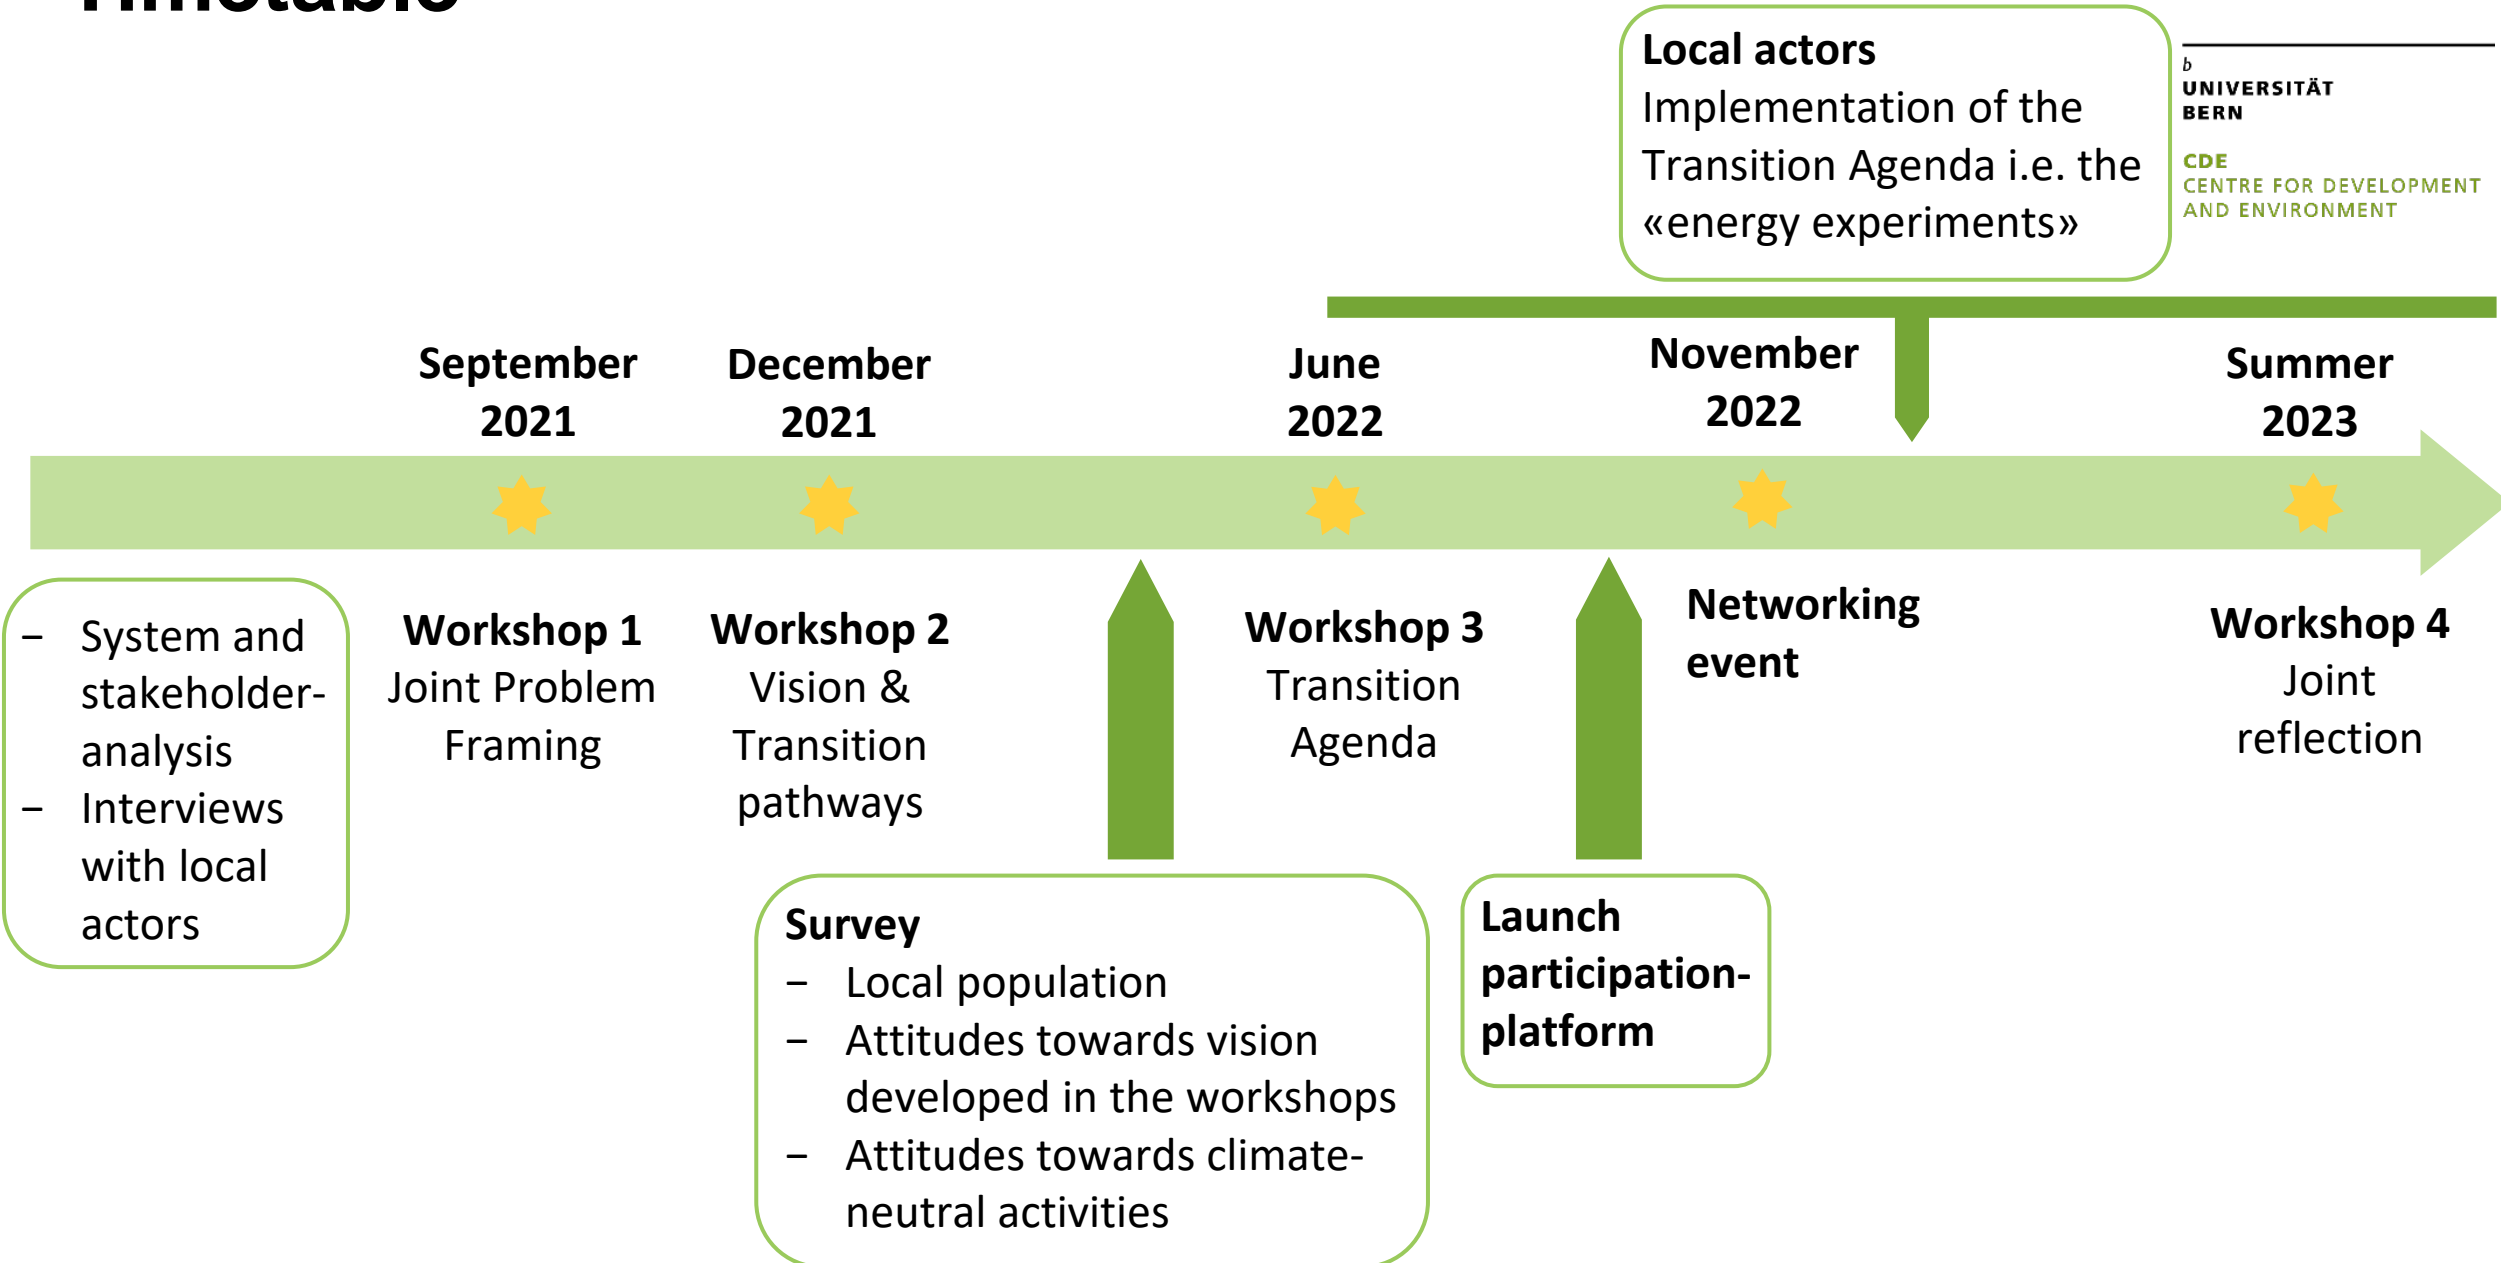 Timetable
Local actors
Implementation of the
Transition Agenda i.e. the
«energy experiments»
b
UNIVERSITÄT
BERN
CDE
CENTRE FOR DEVELOPMENT
AND ENVIRONMENT
September
2021
December
2021
June
2022
November
2022
Summer
2023
– System and
stakeholder-
analysis
– Interviews
with local
actors
Workshop 1
Joint Problem
Framing
Workshop 2
Vision &
Transition
pathways
Workshop 3
Transition
Agenda
Networking
event
Workshop 4
Joint
reflection
Survey
– Local population
– Attitudes towards vision
developed in the workshops
– Attitudes towards climate-
neutral activities
Launch
participation-
platform